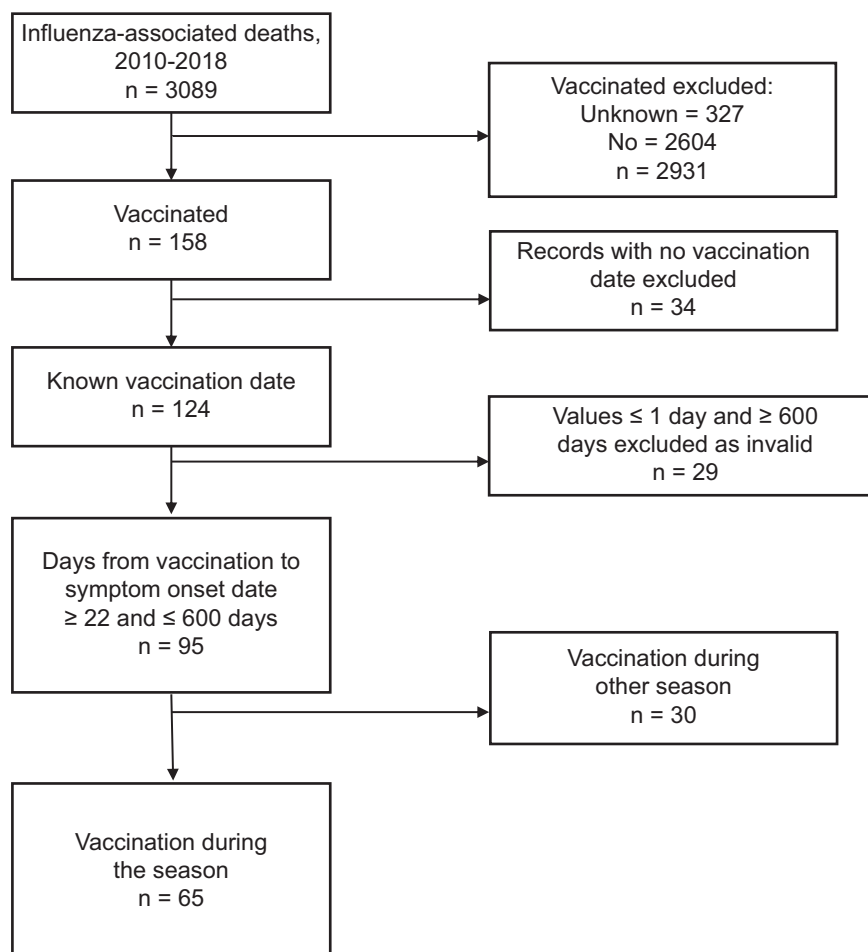 Influenza-associated deaths,
2010-2018
n = 3089
Vaccinated excluded:
Unknown = 327
No = 2604
n = 2931
Vaccinated
n = 158
Records with no vaccination
date excluded
n = 34
Known vaccination date
n = 124
Values ≤ 1 day and ≥ 600
days excluded as invalid
n = 29
Days from vaccination to
symptom onset date
≥ 22 and ≤ 600 days
n = 95
Vaccination during
other season
n = 30
Vaccination during
the season
n = 65